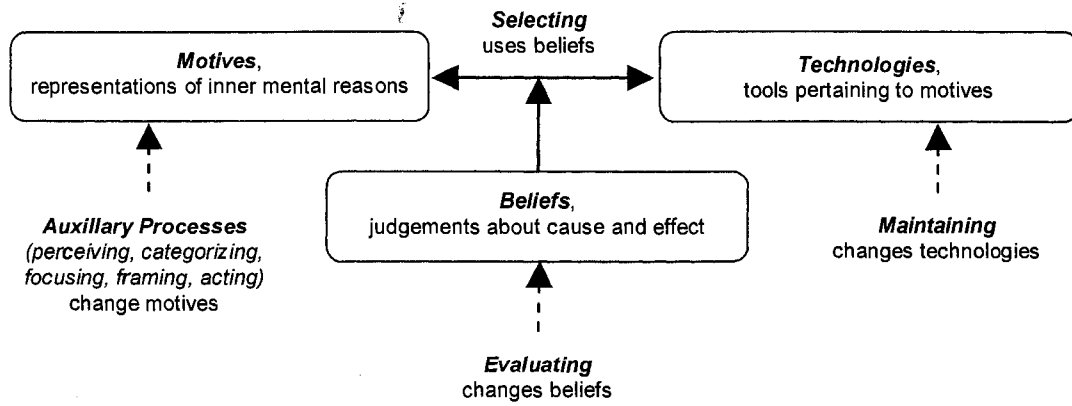 Selecting
uses beliefs
Motives,
representations of inner mental reasons
Technologies,
tools pertaining to motives
Beliefs,
judgements about cause and effect
Auxillary Processes
(perceiving, categorizing,
focusing, framing, acting)
change motives
Maintaining
changes technologies
Evaluating
changes beliefs